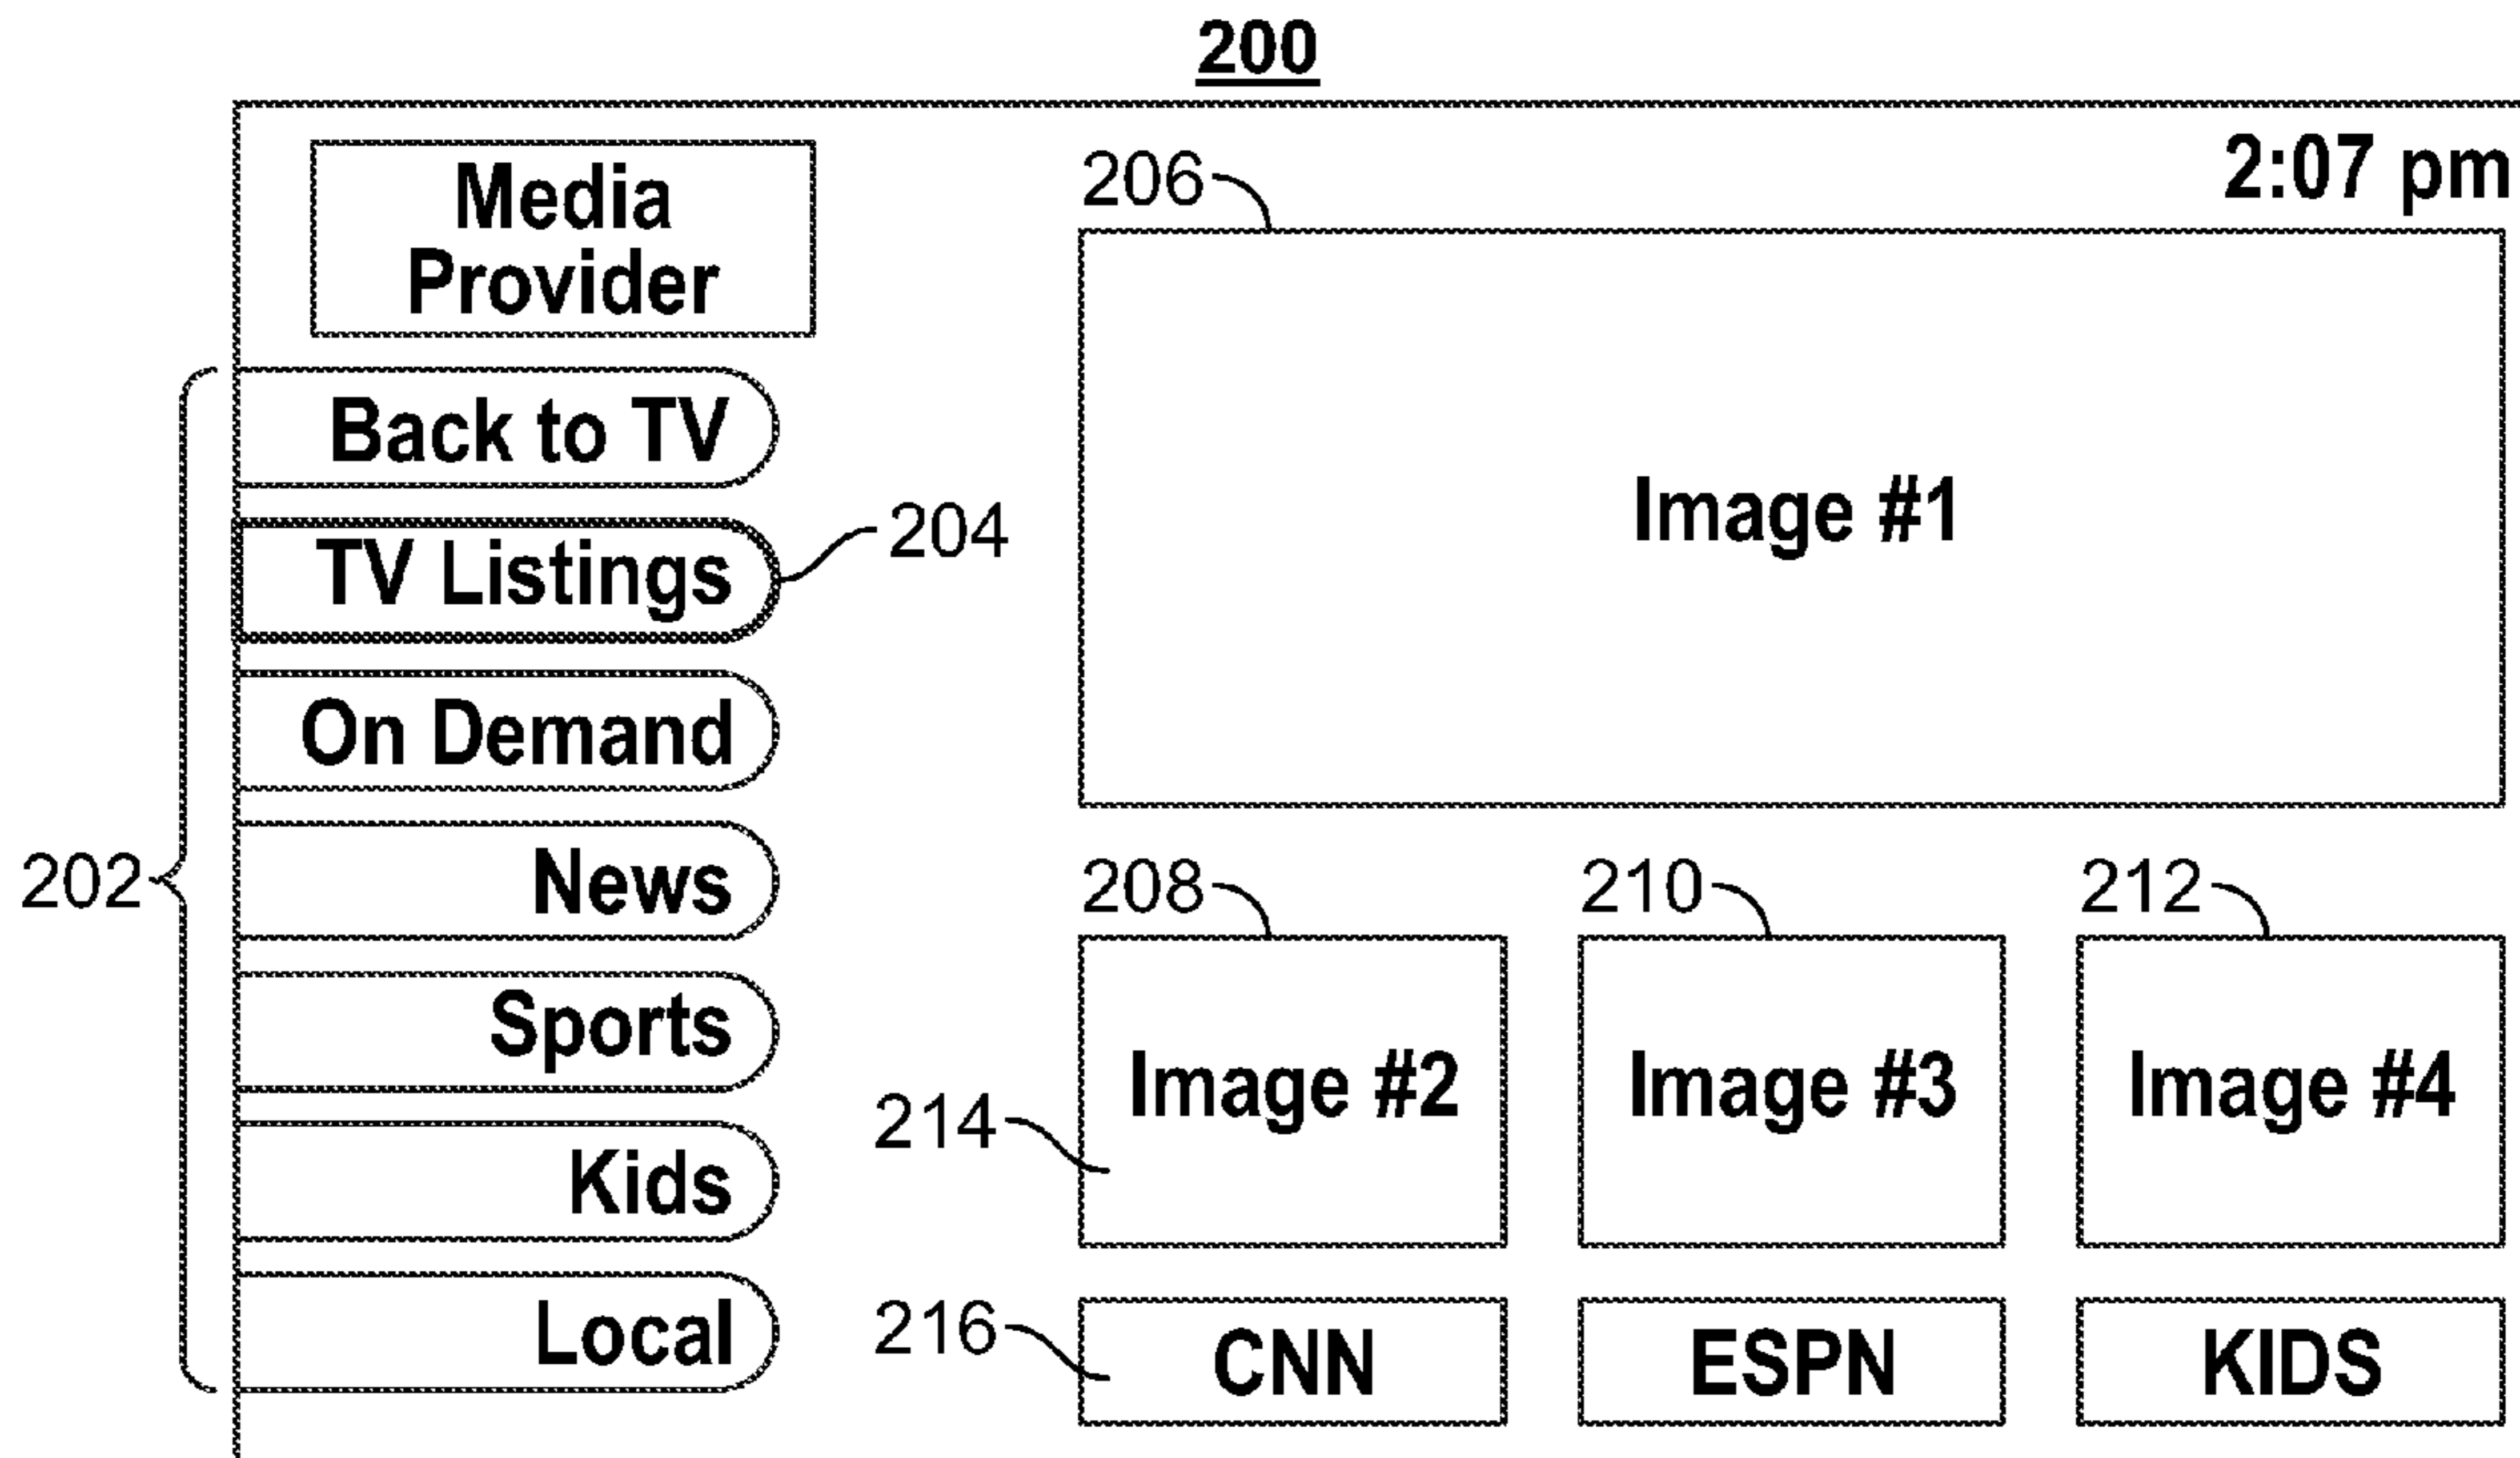 200
2:07 pm
Media
Provider
206
Image #1
Back to TV
TV Listings
204
On Demand
News
202
Sports
Kids
Local
208
210
212
Image #2
Image #3
Image #4
214
216
CNN
ESPN
KIDS